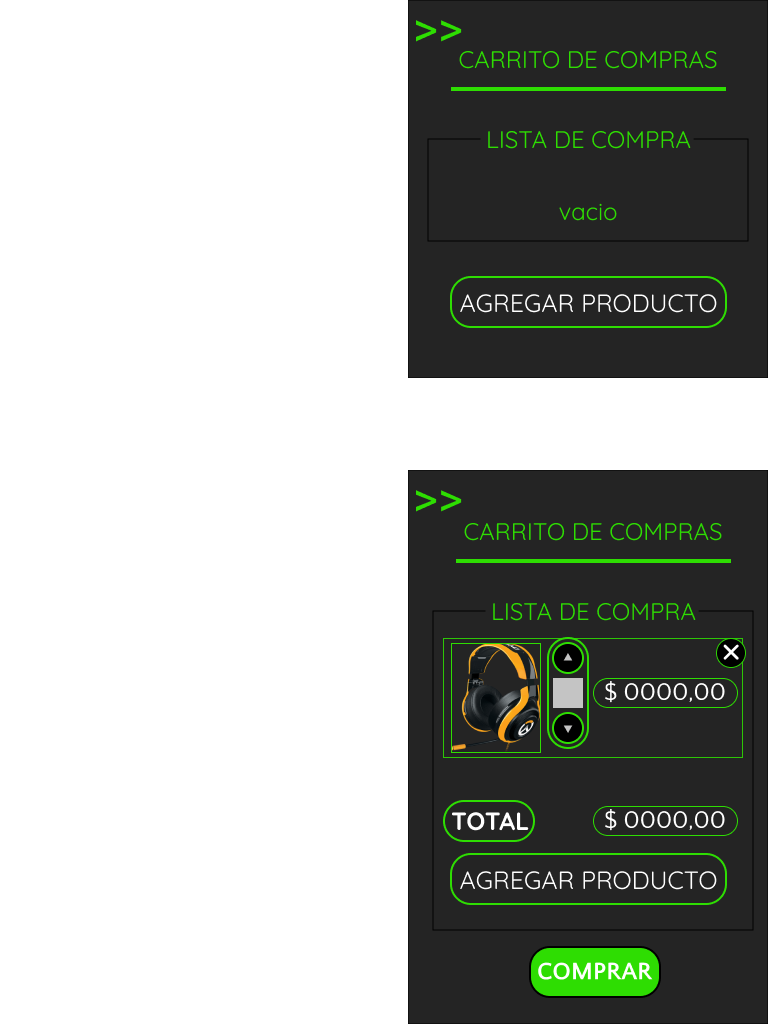 >>
CARRITO DE COMPRAS
LISTA DE COMPRA
vacio
AGREGAR PRODUCTO
>>
CARRITO DE COMPRAS
LISTA DE COMPRA
$ 0000,00
TOTAL $ 0000,00
AGREGAR PRODUCTO
COMPRAR